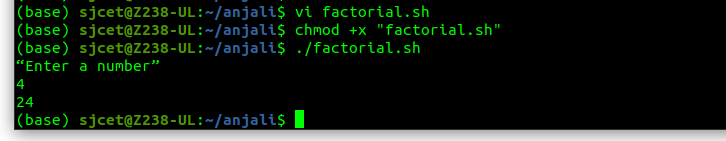 (base) sjcet@Z238-UL:~/anjali$ vi factorial.sh
(base) sjcet@Z238-UL:~/anjali$ chmod +x "factorial.sh"
(base) sjcet@Z238-UL:~/anjali$ ./factorial.sh
“Enter a number”
4
24
(base) sjcet@Z238-UL:~/anjali$